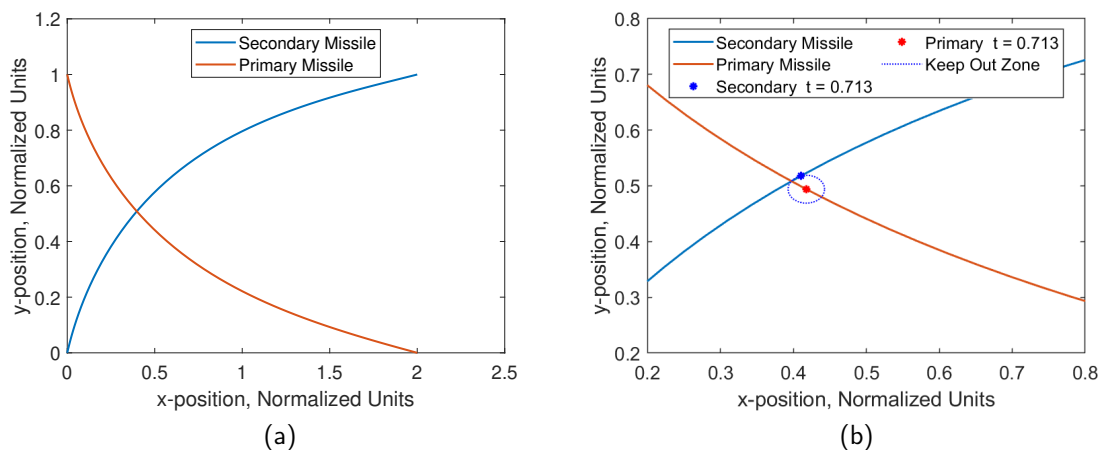 1.2
1
0.8
0.6
0.4
0.2
0
0 0.5 1 1.5 2 2.5
x-position, Normalized Units
y-position, Normalized Units
Secondary Missile
Primary Missile
(a)
0.8
0.7
0.6
0.5
0.4
0.3
0.2
0.2 0.3 0.4 0.5 0.6 0.7 0.8
x-position, Normalized Units
y-position, Normalized Units
Secondary Missile
Primary Missile
Secondary t = 0.713
Primary t = 0.713
Keep Out Zone
(b)